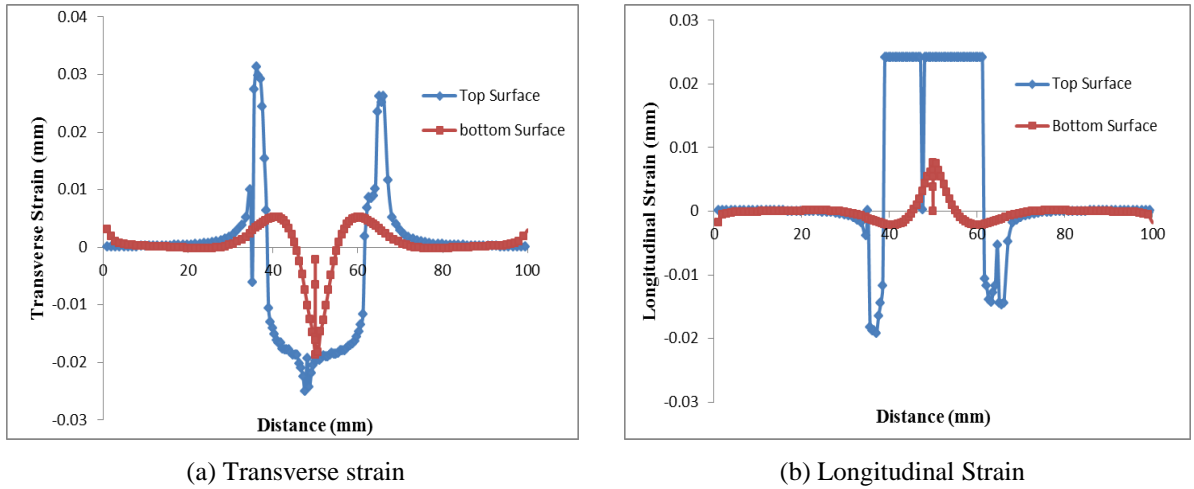 0.04
0.03
0.02
0.01
0
-0.01
-0.02
-0.03
0 20 40 60 80 100
Transverse Strain (mm)
Distance (mm)
Top Surface
bottom Surface
(a) Transverse strain
0.03
0.02
0.01
0
-0.01
-0.02
-0.03
0 20 40 60 80 100
Longitudinal Strain (mm)
Distance (mm)
Top Surface
Bottom Surface
(b) Longitudinal Strain